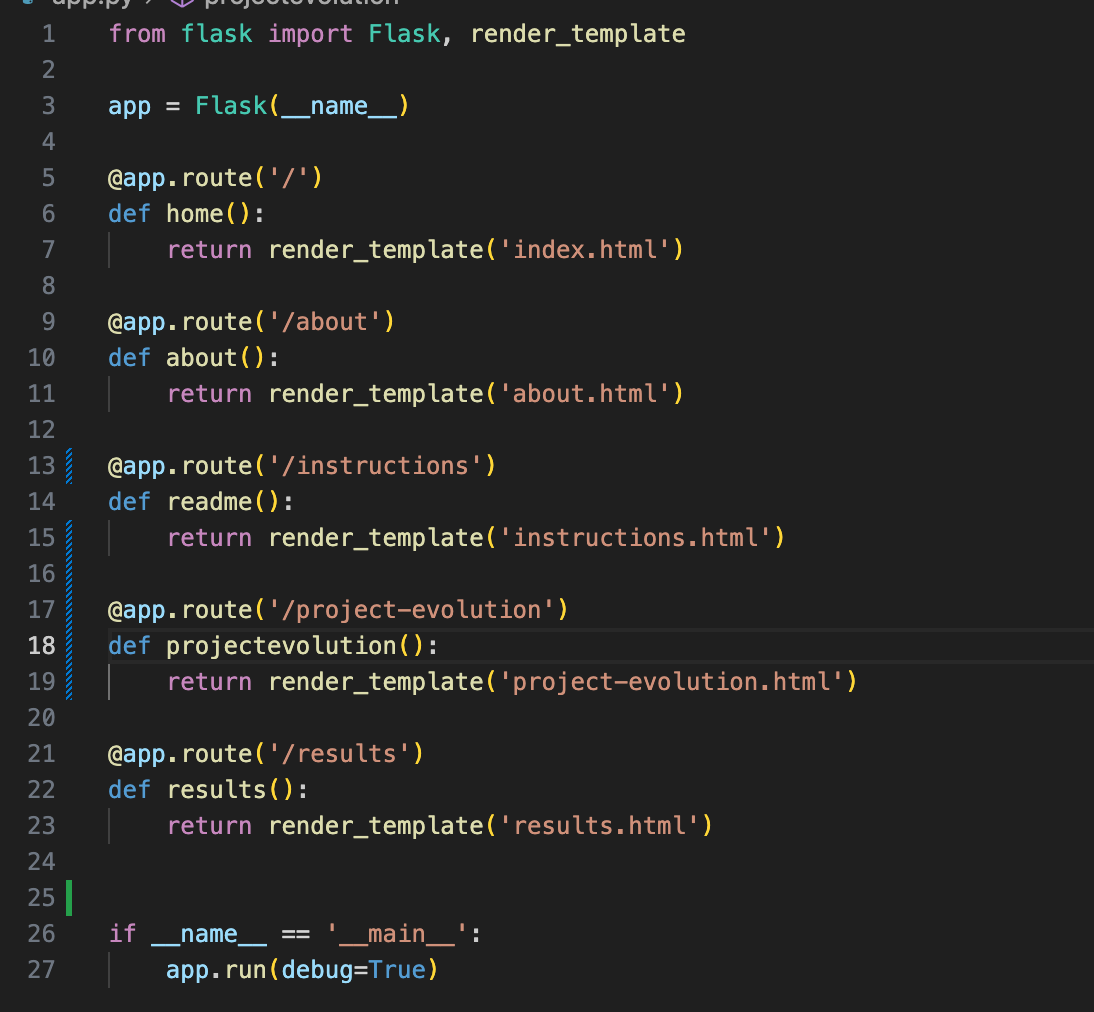 app.py > projectevolution
1 from flask import Flask, render_template
2
3 app = Flask(__name__)
4
5 @app.route('/')
6 def home():
7     return render_template('index.html')
8
9 @app.route('/about')
10 def about():
11     return render_template('about.html')
12
13 @app.route('/instructions')
14 def readme():
15     return render_template('instructions.html')
16
17 @app.route('/project-evolution')
18 def projectevolution():
19     return render_template('project-evolution.html')
20
21 @app.route('/results')
22 def results():
23     return render_template('results.html')
24
25
26 if __name__ == '__main__':
27     app.run(debug=True)